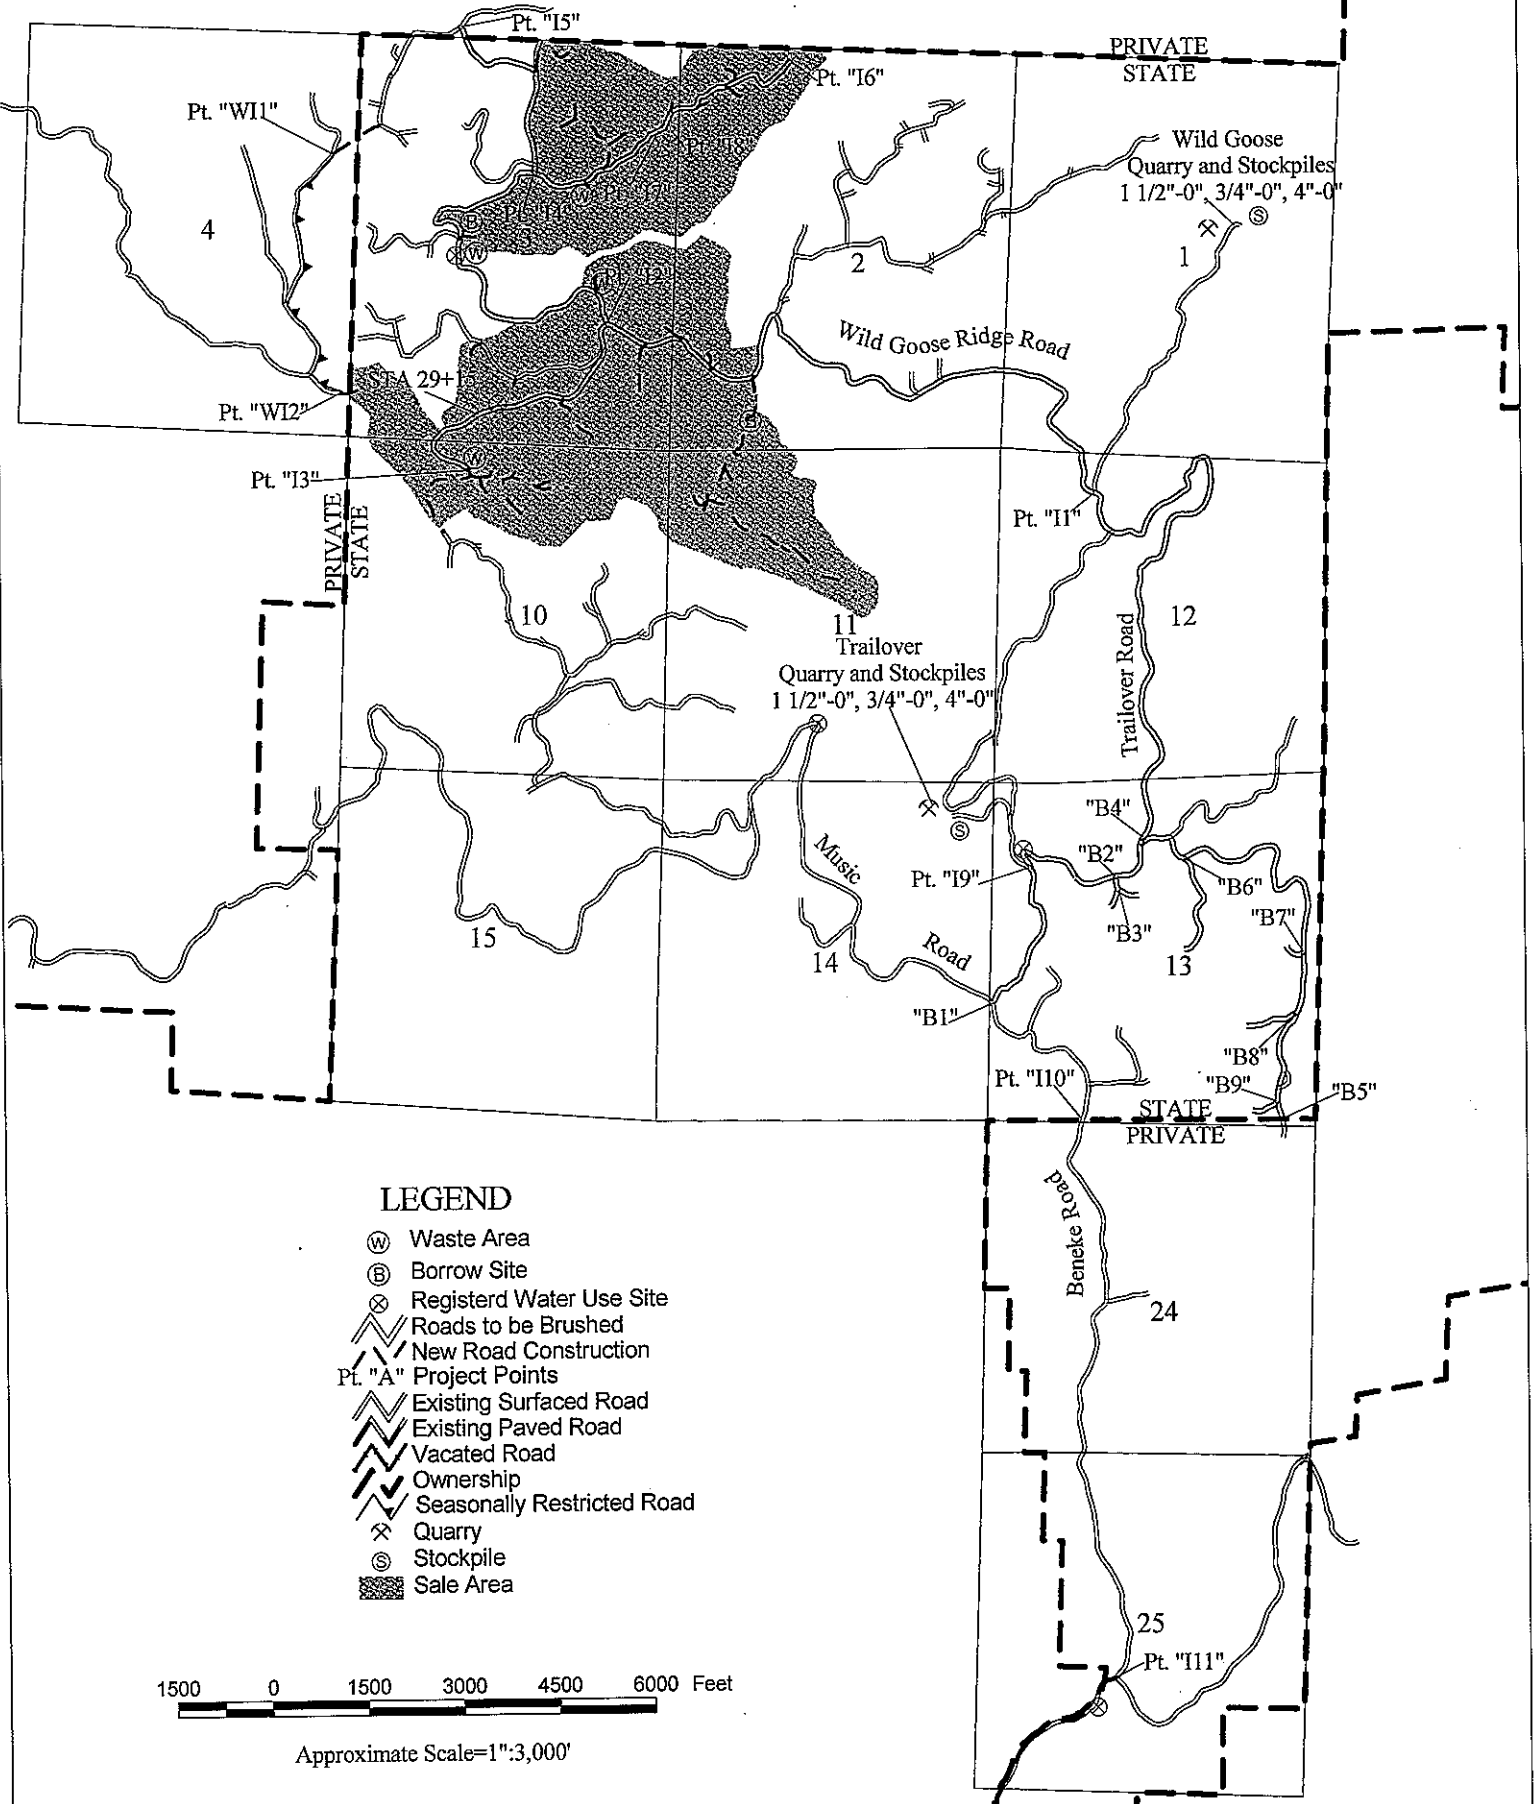 Pt. "I5"
PRIVATE
STATE
Pt. "I6"
Pt. "WI1"
Pt. "I8"
Wild Goose
Quarry and Stockpiles
1 1/2"-0", 3/4"-0", 4"-0"
W
Pt. "I7"
B
Pt. "I4"
S
4
3
W
2
1
Pt. "I2"
W
Wild Goose Ridge Road
STA 29+15
Pt. "WI2"
B
W
Pt. "I3"
Pt. "I1"
PRIVATE
STATE
10
11
12
Trailover
Quarry and Stockpiles
1 1/2"-0", 3/4"-0", 4"-0"
Trailover Road
"B4"
S
Music
"B2"
Pt. "I9"
"B6"
"B7"
"B3"
15
14
Road
13
"B1"
"B8"
Pt. "I10"
"B9"
"B5"
STATE
PRIVATE
Beneke Road
LEGEND
W Waste Area
B Borrow Site
Registerd Water Use Site
Roads to be Brushed
New Road Construction
Pt. "A" Project Points
Existing Surfaced Road
Existing Paved Road
Vacated Road
Ownership
Seasonally Restricted Road
Quarry
S Stockpile
Sale Area
24
25
Pt. "I11"
1500 0 1500 3000 4500 6000 Feet
Approximate Scale=1":3,000'